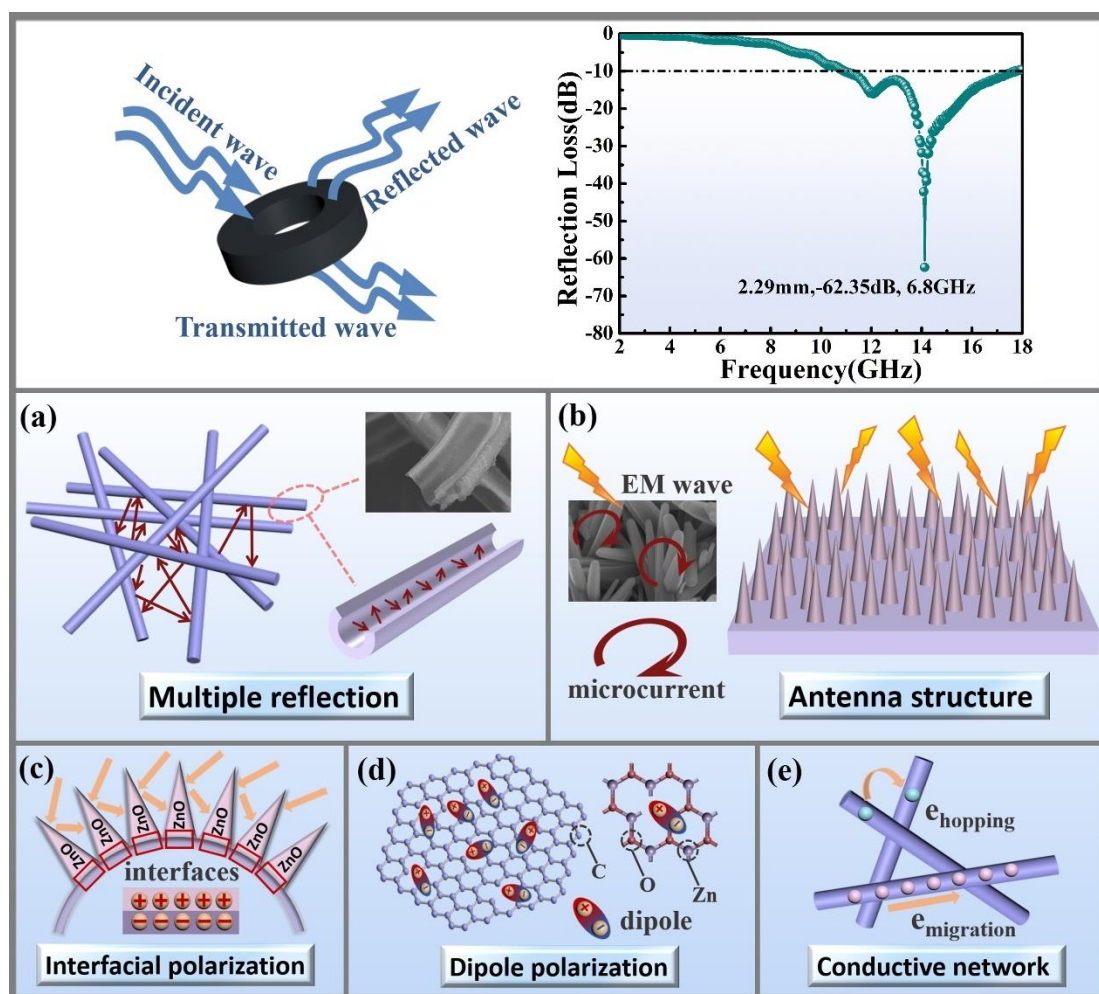 Incident wave
Reflected wave
Transmitted wave
0
-10
-20
-30
-40
-50
-60
-70
-80
Reflection Loss(dB)
2.29mm,-62.35dB, 6.8GHz
2 4 6 8 10 12 14 16 18
Frequency(GHz)
(a)
Multiple reflection
(b)
EM wave
microcurrent
Antenna structure
(c)
ZnO ZnO ZnO ZnO ZnO ZnO ZnO
interfaces
+ + + + +
− − − − −
Interfacial polarization
(d)
+ −
C
O
Zn
dipole
Dipole polarization
(e)
e hopping
e migration
Conductive network